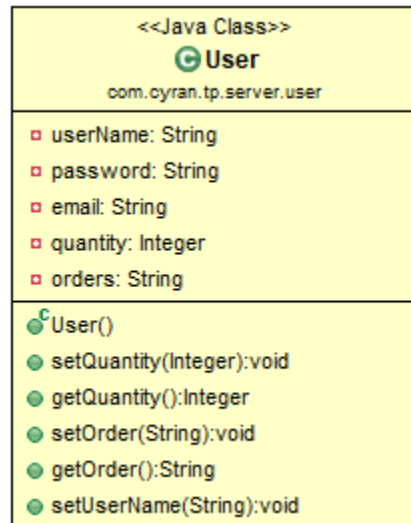 <<Java Class>>
C User
com.cyran.tp.server.user
userName: String
password: String
email: String
quantity: Integer
orders: String
C User()
setQuantity(Integer):void
getQuantity():Integer
setOrder(String):void
getOrder():String
setUserName(String):void